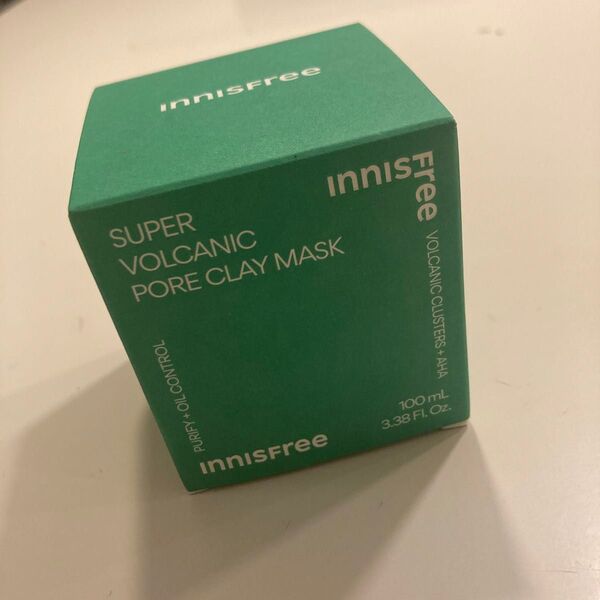 INNISFree
INNISFree
SUPER
VOLCANIC
PORE CLAY MASK
VOLCANIC CLUSTERS + AHA
PURIFY + OIL CONTROL
100 mL
3.38 Fl. Oz.
INNISFree